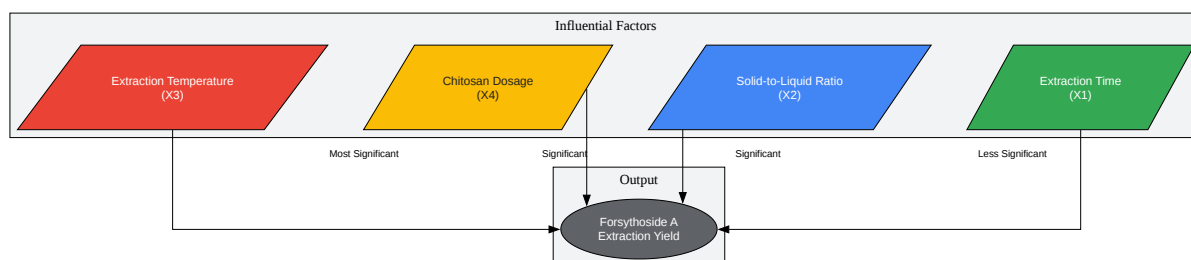 Influential Factors
Extraction Temperature
(X3)
Chitosan Dosage
(X4)
Solid-to-Liquid Ratio
(X2)
Extraction Time
(X1)
Most Significant
Significant
Significant
Less Significant
Output
Forsythoside A
Extraction Yield